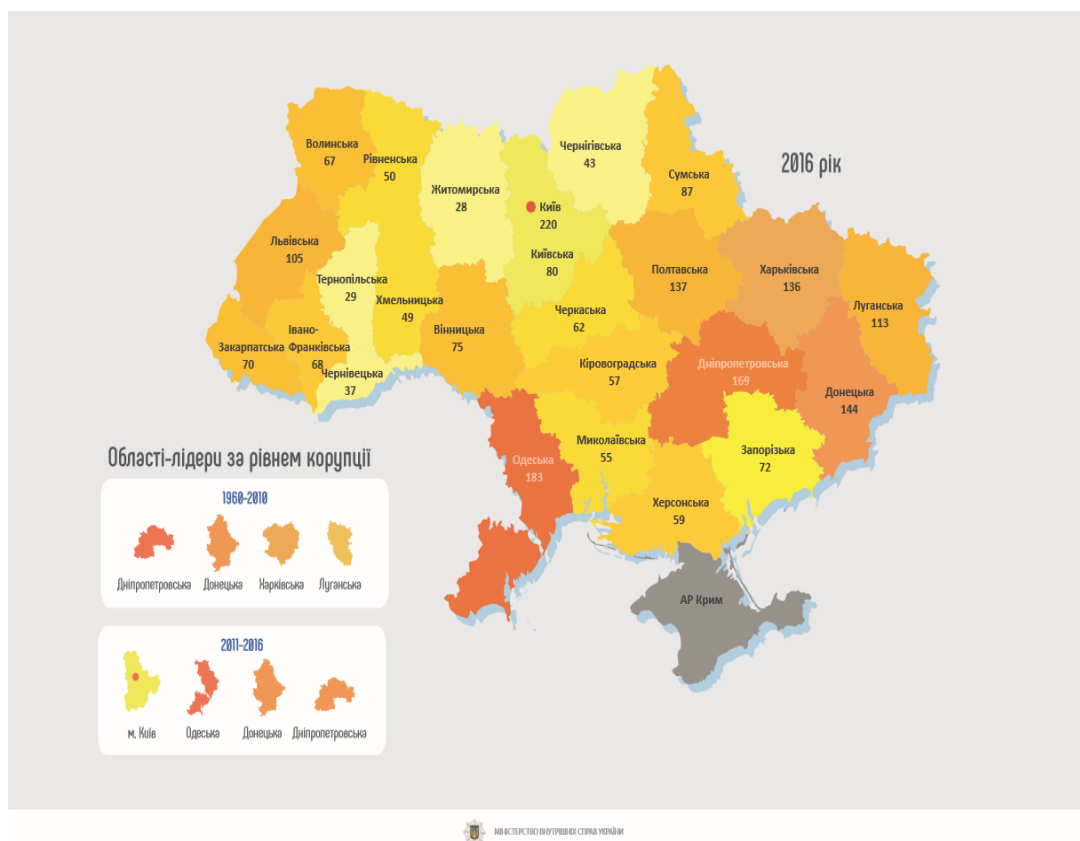 2016 рік
Волинська
67
Рівненська
50
Житомирська
28
Чернігівська
43
Сумська
87
Київ
220
Київська
80
Львівська
105
Тернопільська
29
Хмельницька
49
Вінницька
75
Черкаська
62
Полтавська
137
Харьківська
136
Луганська
113
Закарпатська
70
Івано-
Франківська
68
Чернівецька
37
Кіровоградська
57
Дніпропетровська
169
Донецька
144
Одеська
183
Миколаївська
55
Запорізька
72
Херсонська
59
АР Крим
Області-лідери за рівнем корупції
1960-2010
Дніпропетровська Донецька Харківська Луганська
2011-2016
м. Київ Одеська Донецька Дніпропетровська
МІНІСТЕРСТВО ВНУТРІШНІХ СПРАВ УКРАЇНИ